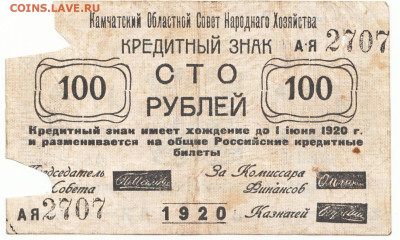 COINS.LAVE.RU
Камчатский Областной Совет Народнаго Хозяйства
КРЕДИТНЫЙ ЗНАК А·Я 2707
100 СТО 100
РУБЛЕЙ
Кредитный знак имеет хождение до 1 июня 1920 г.
и разменивается на общие Российские кредитные
билеты
Председатель
Совета
За Комиссара
Финансов
АЯ 2707
1920
Казначей